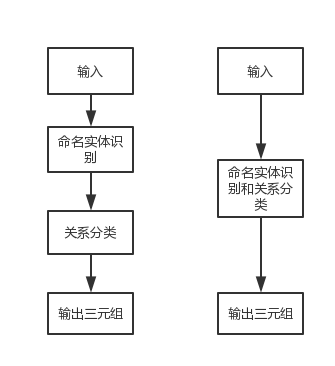 输入
命名实体识
别
关系分类
输出三元组
输入
命名实体识
别和关系分
类
输出三元组